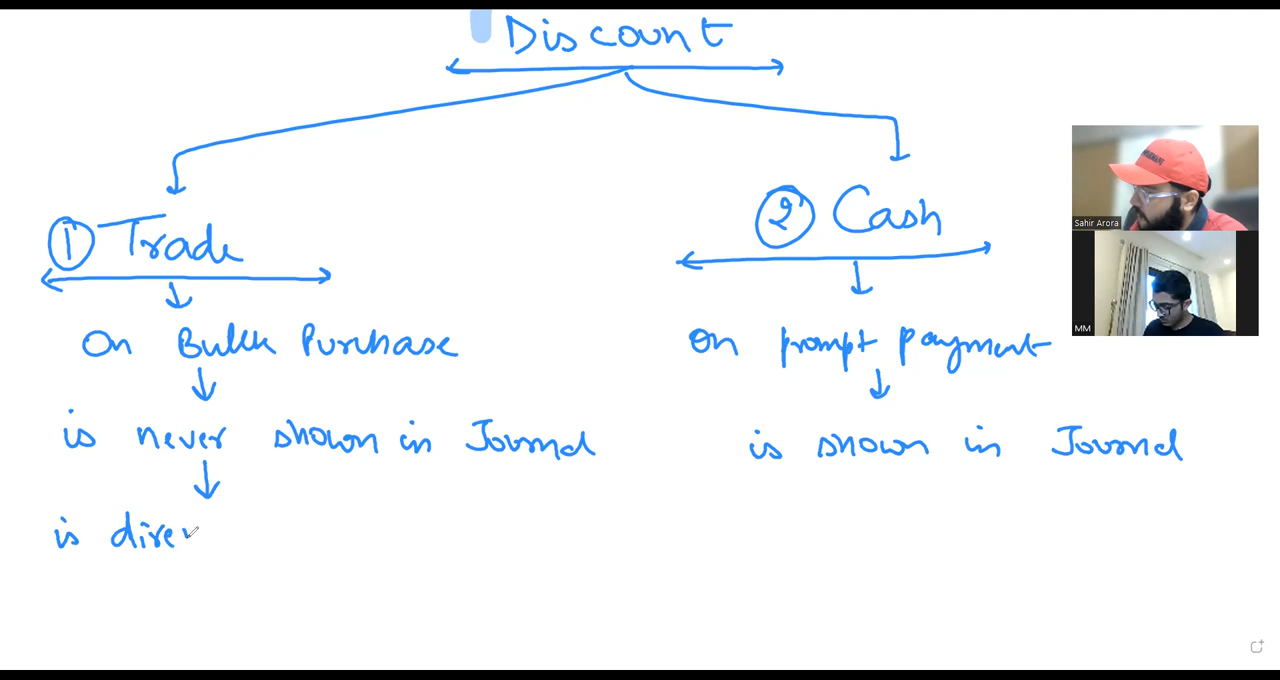 Discount
① Trade
② Cash
On Bulk Purchase
on prompt payment
is never shown in Journal
is shown in Journal
is direc
Sahir Arora
MM